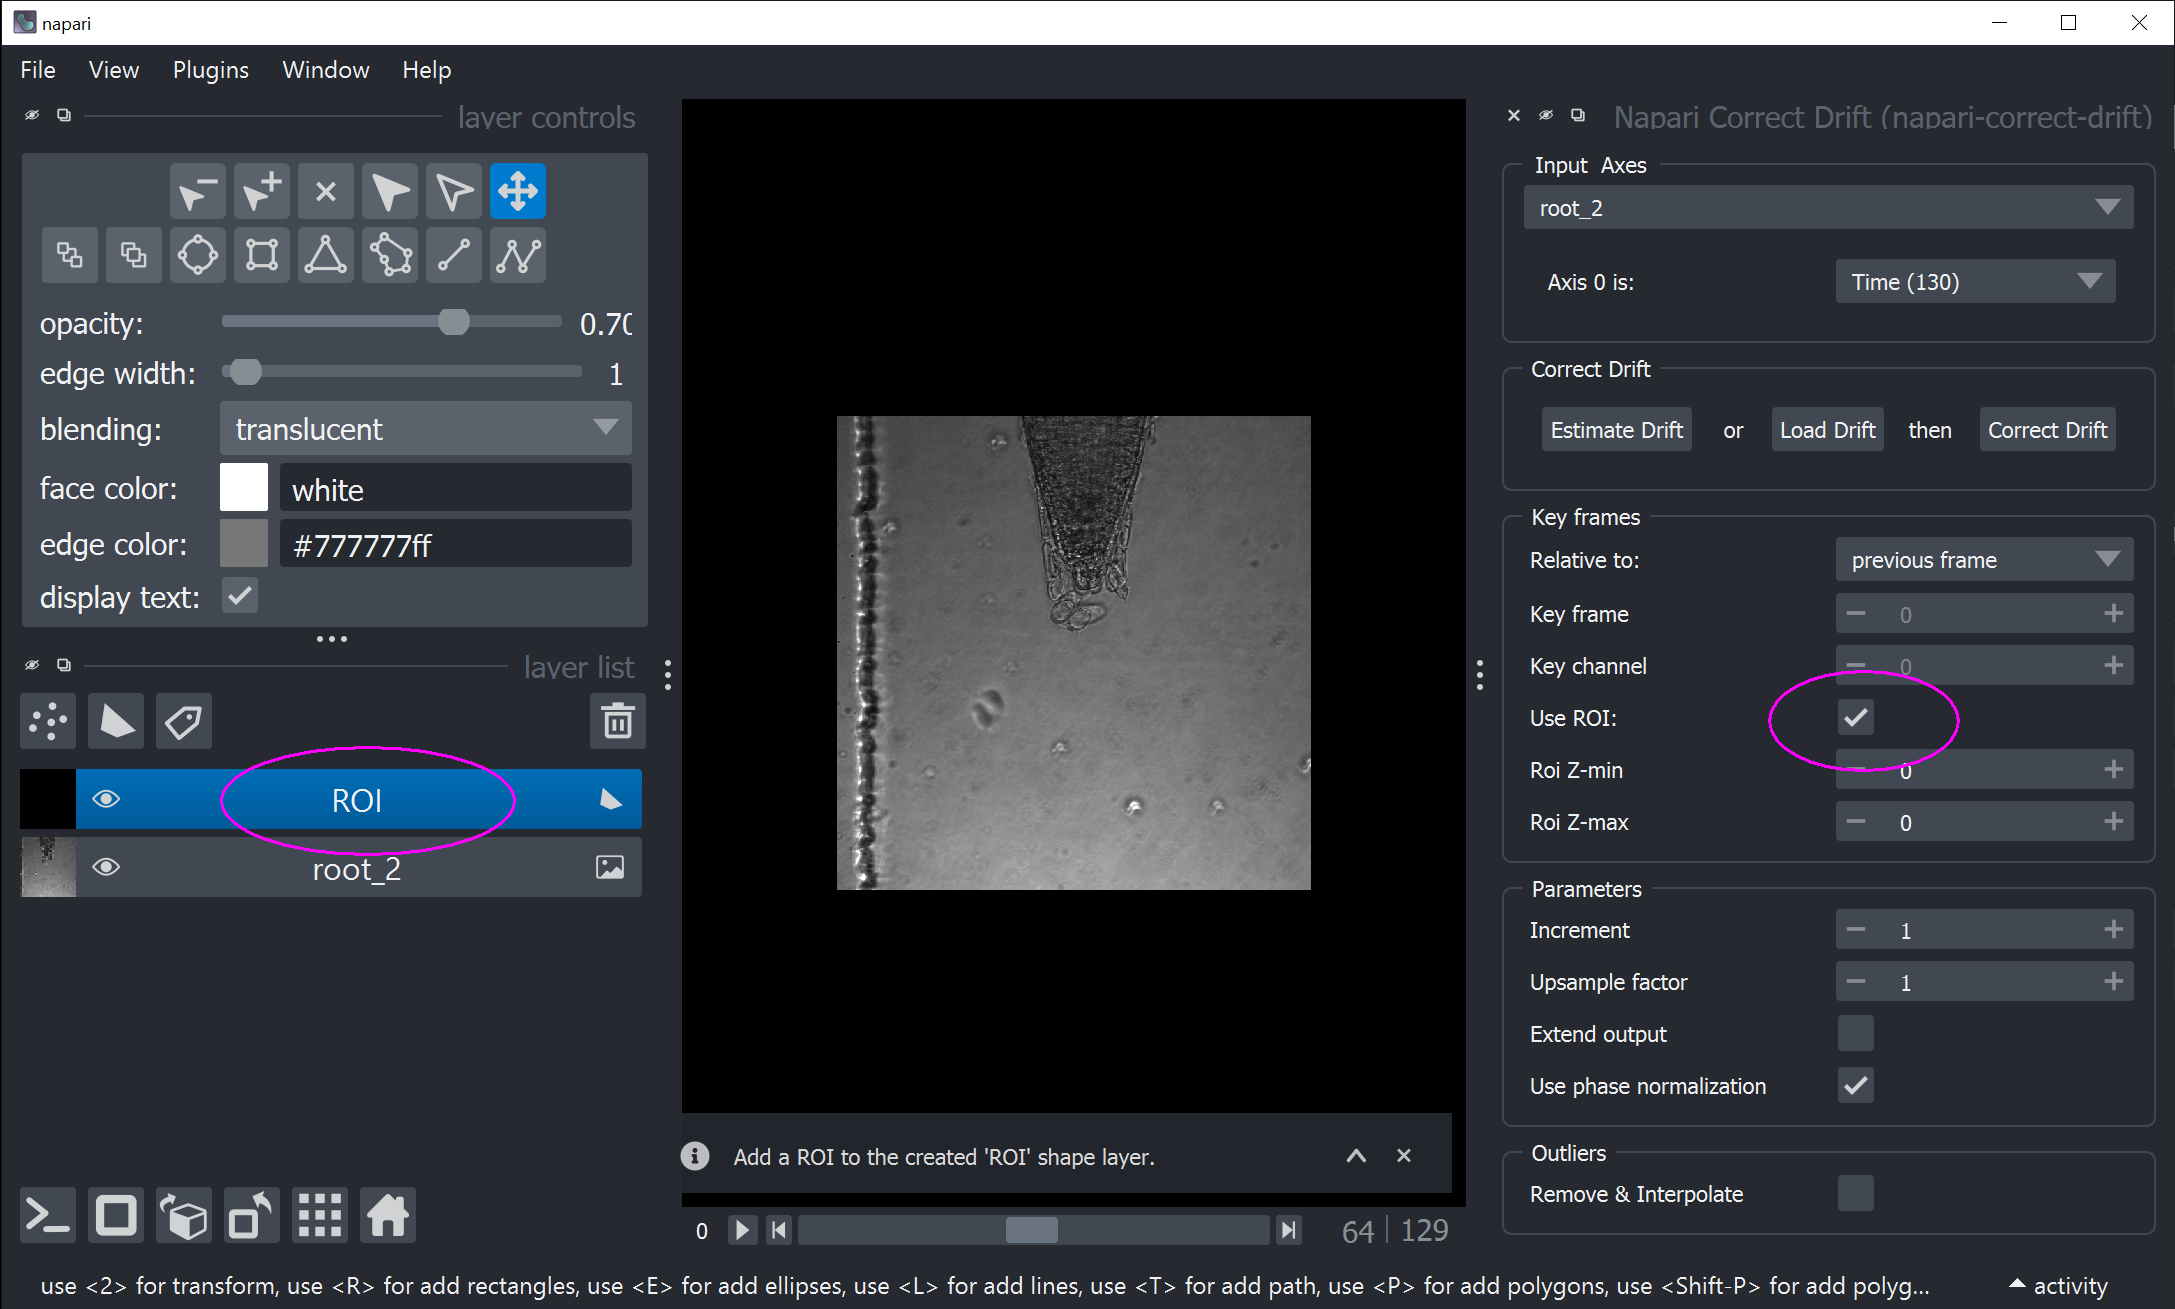 napari
File View Plugins Window Help
layer controls
opacity: 0.70
edge width: 1
blending: translucent
face color: white
edge color: #777777ff
display text:
layer list
ROI
root_2
Add a ROI to the created 'ROI' shape layer.
0 64 129
Napari Correct Drift (napari-correct-drift)
Input Axes
root_2
Axis 0 is: Time (130)
Correct Drift
Estimate Drift or Load Drift then Correct Drift
Key frames
Relative to: previous frame
Key frame 0
Key channel 0
Use ROI:
Roi Z-min 0
Roi Z-max 0
Parameters
Increment 1
Upsample factor 1
Extend output
Use phase normalization
Outliers
Remove & Interpolate
use <2> for transform, use <R> for add rectangles, use <E> for add ellipses, use <L> for add lines, use <T> for add path, use <P> for add polygons, use <Shift-P> for add polyg... activity